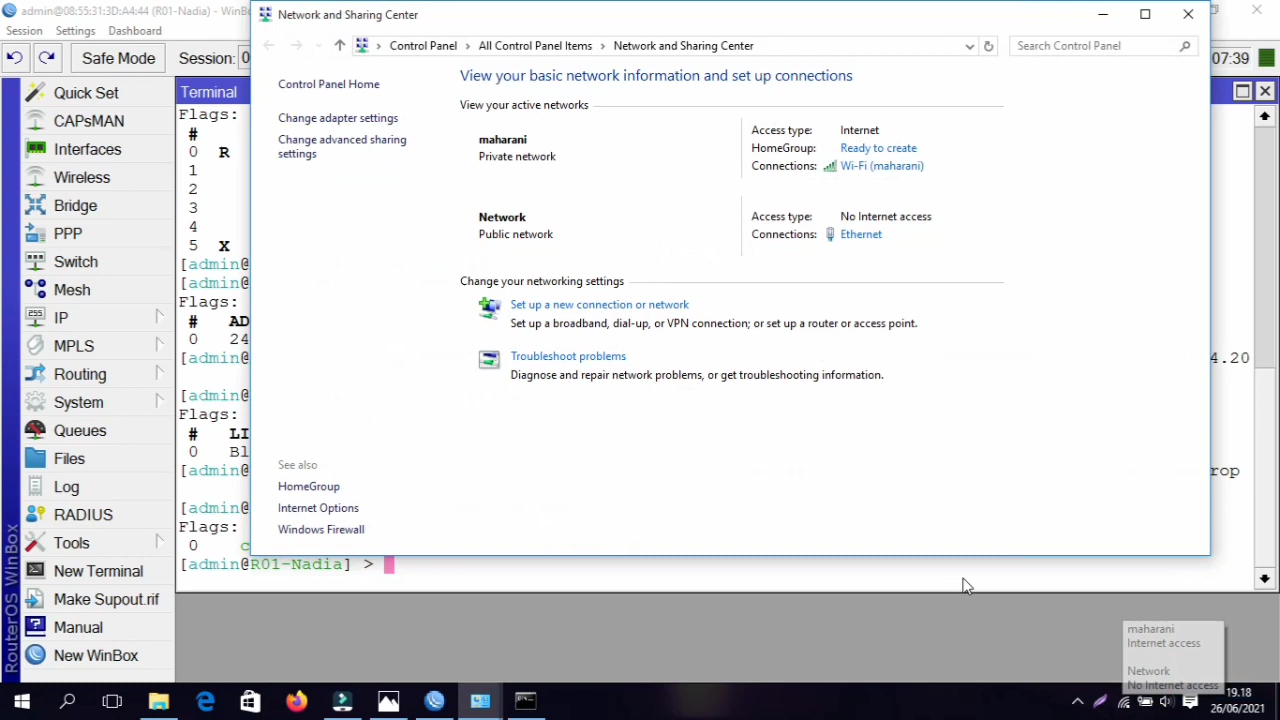 admin@08:55:31:3D:A4:44 (R01-Nadia) - WinBo
Network and Sharing Center
Session Settings Dashboard
Control Panel > All Control Panel Items > Network and Sharing Center
Search Control Panel
Safe Mode Session: 0
07:39
Control Panel Home
Change adapter settings
Change advanced sharing
settings
View your basic network information and set up connections
View your active networks
maharani
Private network
Access type: Internet
HomeGroup: Ready to create
Connections: Wi-Fi (maharani)
Network
Public network
Access type: No Internet access
Connections: Ethernet
Change your networking settings
Set up a new connection or network
Set up a broadband, dial-up, or VPN connection; or set up a router or access point.
Troubleshoot problems
Diagnose and repair network problems, or get troubleshooting information.
See also
HomeGroup
Internet Options
Windows Firewall
Quick Set
CAPsMAN
Interfaces
Wireless
Bridge
PPP
Switch
Mesh
255
IP
MPLS
Routing
System
Queues
Files
Log
RADIUS
Tools
New Terminal
Make Supout.rif
Manual
New WinBox
RouterOS WinBox
Terminal
Flags:
#
0 R
1
2
3
4
5 X
[admin@
[admin@
Flags:
# AD
0 24
[admin@ 4.20
[admin@
Flags:
# LI
0 Bl
[admin@ rop
[admin@
Flags:
0 c
[admin@R01-Nadia] >
maharani
Internet access
Network
No Internet access
19.18
26/06/2021